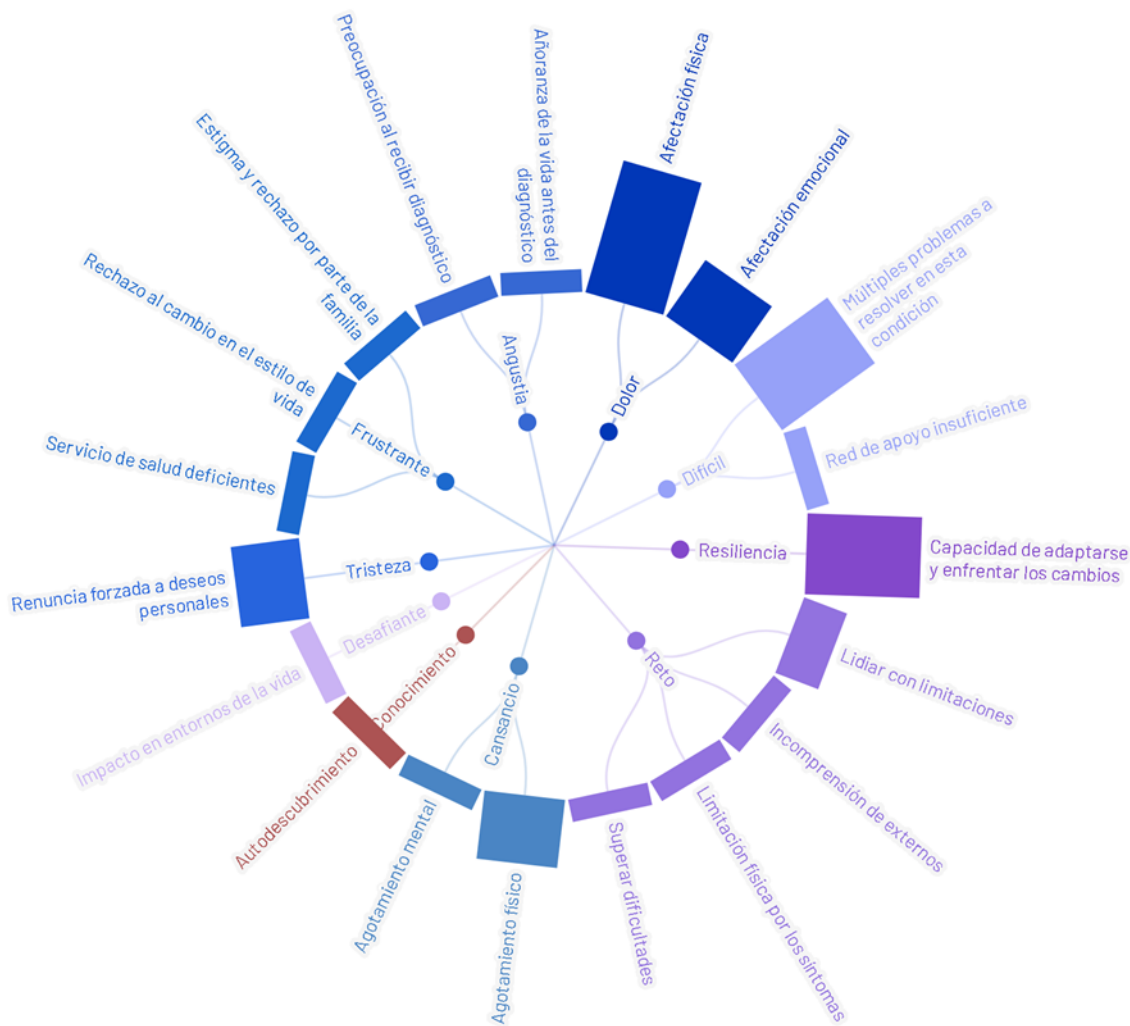 Afectación física
Afectación emocional
Múltiples problemas a
resolver en esta
condición
Red de apoyo insuficiente
Capacidad de adaptarse
y enfrentar los cambios
Lidiar con limitaciones
Incomprensión de externos
Limitación física por los síntomas
Superar dificultades
Agotamiento físico
Agotamiento mental
Autodescubrimiento
Impacto en entornos de la vida
Renuncia forzada a deseos
personales
Servicio de salud deficientes
Rechazo al cambio en el estilo de
vida
Estigma y rechazo por parte de la
familia
Preocupación al recibir diagnóstico
Añoranza de la vida antes del
diagnóstico
Dolor
Difícil
Resiliencia
Reto
Cansancio
Conocimiento
Desafiante
Tristeza
Frustrante
Angustia